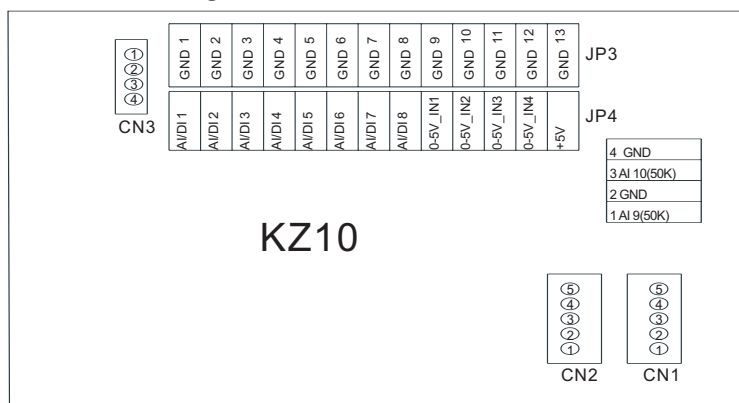 GND 1 GND 2 GND 3 GND 4 GND 5 GND 6 GND 7 GND 8 GND 9 GND 10 GND 11 GND 12 GND 13 JP3
① ② ③ ④
CN3
AI/DI 1 AI/DI 2 AI/DI 3 AI/DI 4 AI/DI 5 AI/DI 6 AI/DI 7 AI/DI 8 0-5V_IN1 0-5V_IN2 0-5V_IN3 0-5V_IN4 +5V JP4
4 GND
3 AI 10(50K)
2 GND
1 AI 9(50K)
KZ10
⑤ ④ ③ ② ①
CN2
⑤ ④ ③ ② ①
CN1